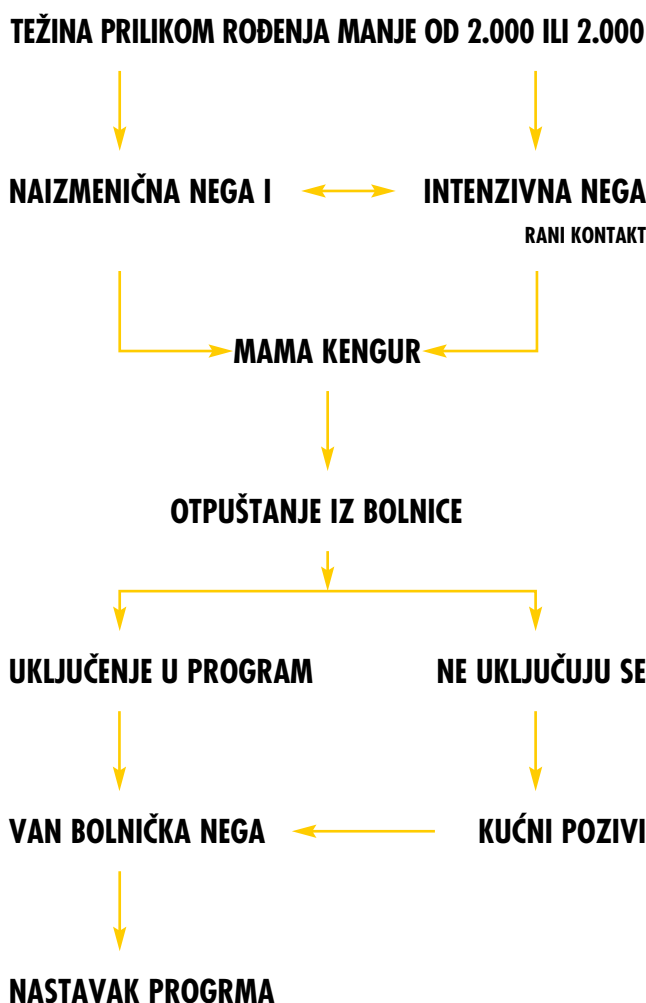 TEŽINA PRILIKOM ROĐENJA MANJE OD 2.000 ILI 2.000
NAIZMENIČNA NEGA I
INTENZIVNA NEGA
RANI KONTAKT
MAMA KENGUR
OTPUŠTANJE IZ BOLNICE
UKLJUČENJE U PROGRAM
NE UKLJUČUJU SE
VAN BOLNIČKA NEGA
KUĆNI POZIVI
NASTAVAK PROGRMA